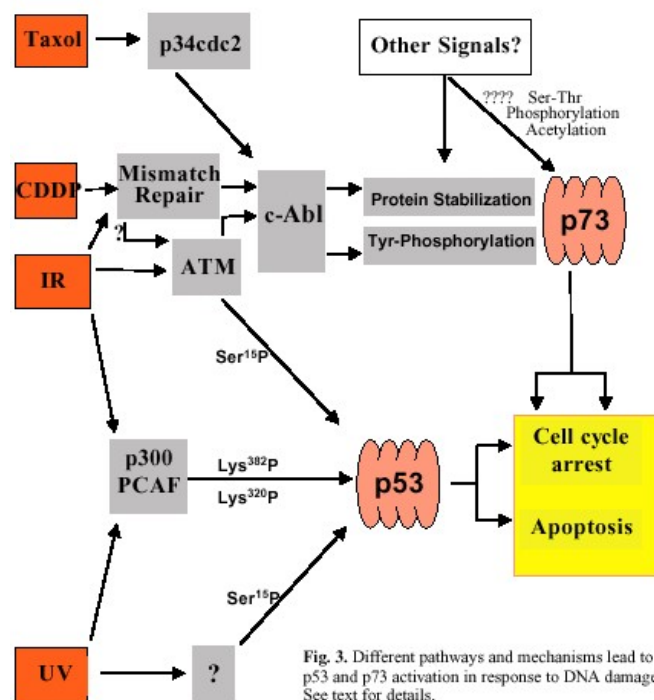 Taxol
p34cdc2
Other Signals?
???? Ser-Thr
Phosphorylation
Acetylation
CDDP
Mismatch
Repair
c-Abl
Protein Stabilization
Tyr-Phosphorylation
p73
?
IR
ATM
Ser15P
p300
PCAF
Lys382P
Lys320P
p53
Cell cycle
arrest
Apoptosis
Ser15P
UV
?
Fig. 3. Different pathways and mechanisms lead to
p53 and p73 activation in response to DNA damage
See text for details.